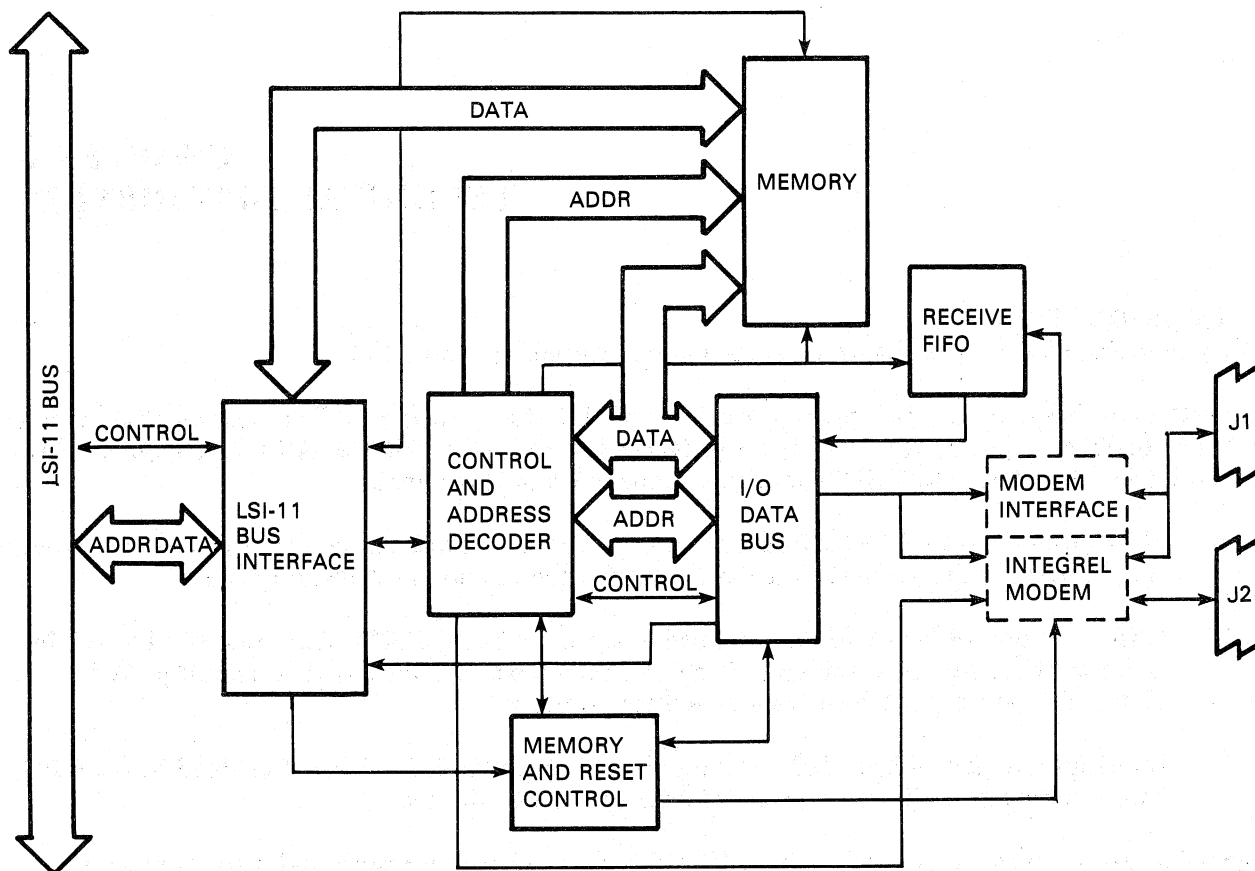 DATA
ADDR
MEMORY
RECEIVE
FIFO
LSI-11 BUS
CONTROL
ADDR DATA
LSI-11
BUS
INTERFACE
CONTROL
AND
ADDRESS
DECODER
DATA
ADDR
CONTROL
I/O
DATA
BUS
MODEM
INTERFACE
INTEGREL
MODEM
J1
J2
MEMORY
AND RESET
CONTROL